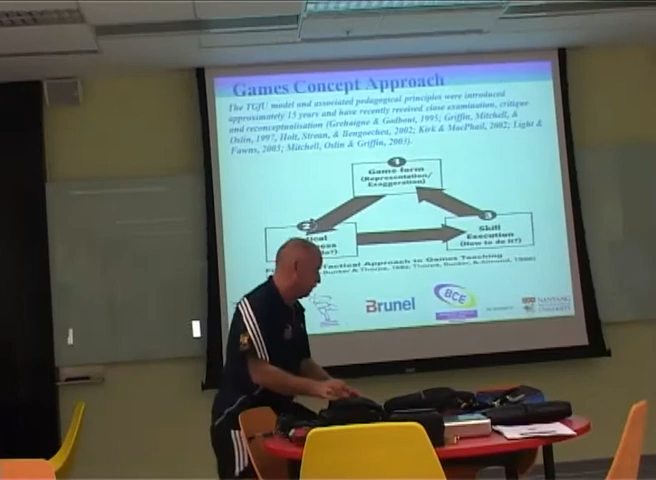 Games Concept Approach
The TGfU model and associated pedagogical principles were introduced
approximately 15 years and have recently received close examination, critique
and reconceptualisation (Grehaigne & Godbout, 1995; Griffin, Mitchell, &
Oslin, 1997, Holt, Strean, & Bengoechea, 2002; Kirk & MacPhail, 2002; Light &
Fawns, 2003; Mitchell, Oslin & Griffin, 2003).
1
Game form
(Representation/
Exaggeration)
2
3
Skill
Execution
(How to do it?)
Tactical Approach to Games Teaching
Brunel
BCE
NANYANG
UNIVERSITY